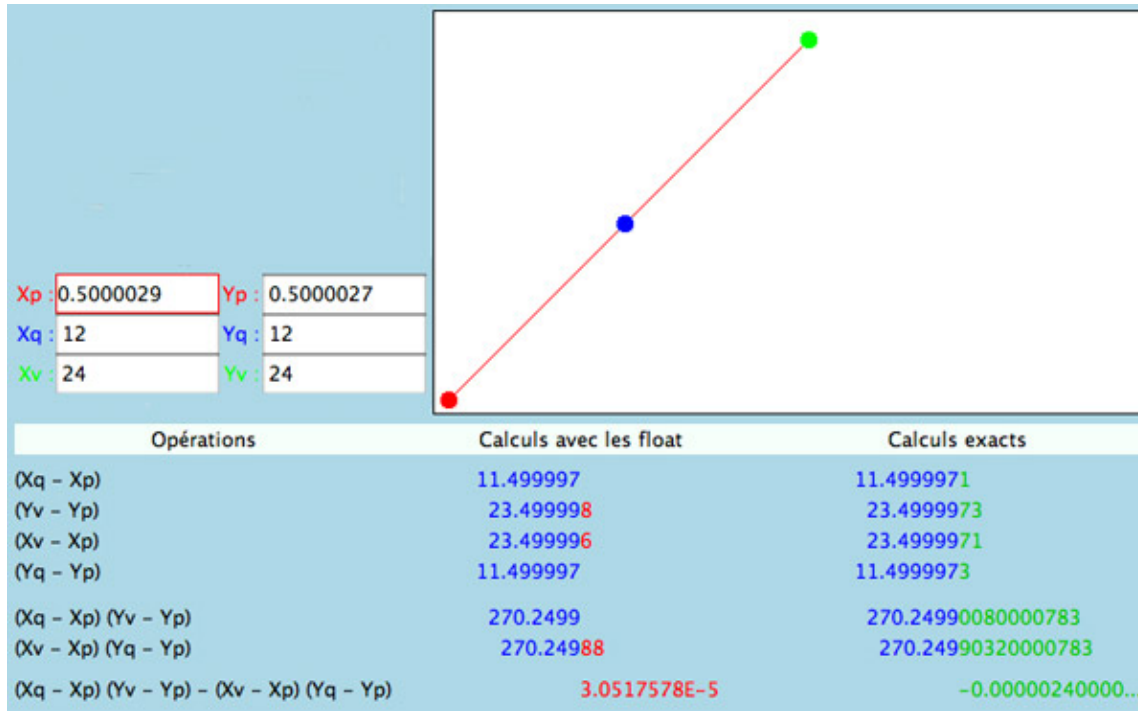 Xp : 0.5000029 Yp : 0.5000027
Xq : 12 Yq : 12
Xv : 24 Yv : 24
Opérations Calculs avec les float Calculs exacts
(Xq – Xp) 11.499997 11.4999971
(Yv – Yp) 23.499998 23.4999973
(Xv – Xp) 23.499996 23.4999971
(Yq – Yp) 11.499997 11.4999973
(Xq – Xp) (Yv – Yp) 270.2499 270.24990080000783
(Xv – Xp) (Yq – Yp) 270.24988 270.24990320000783
(Xq – Xp) (Yv – Yp) – (Xv – Xp) (Yq – Yp) 3.0517578E-5 -0.00000240000...